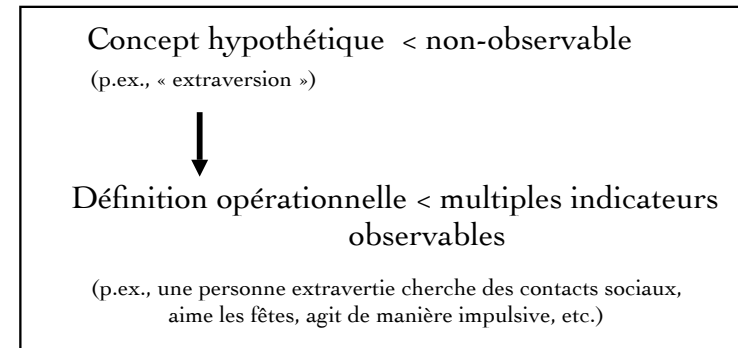 Concept hypothétique < non-observable
(p.ex., « extraversion »)
Définition opérationnelle < multiples indicateurs
observables
(p.ex., une personne extravertie cherche des contacts sociaux,
aime les fêtes, agit de manière impulsive, etc.)